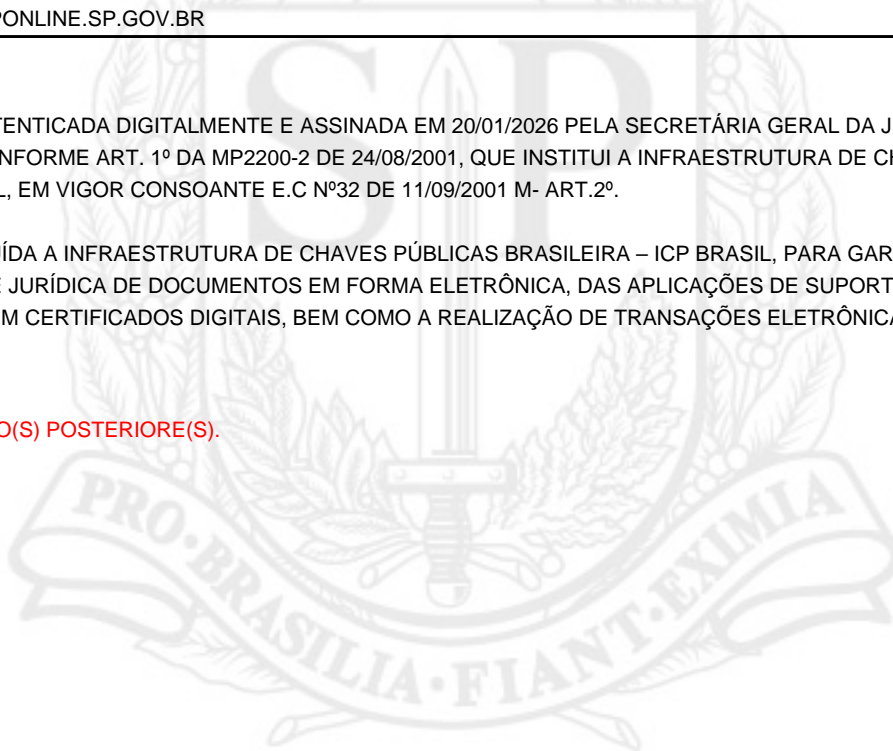 PONLINE.SP.GOV.BR
TENTICADA DIGITALMENTE E ASSINADA EM 20/01/2026 PELA SECRETÁRIA GERAL DA J
NFORME ART. 1º DA MP2200-2 DE 24/08/2001, QUE INSTITUI A INFRAESTRUTURA DE CH
L, EM VIGOR CONSOANTE E.C Nº32 DE 11/09/2001 M- ART.2º.
UÍDA A INFRAESTRUTURA DE CHAVES PÚBLICAS BRASILEIRA – ICP BRASIL, PARA GAR
E JURÍDICA DE DOCUMENTOS EM FORMA ELETRÔNICA, DAS APLICAÇÕES DE SUPORT
EM CERTIFICADOS DIGITAIS, BEM COMO A REALIZAÇÃO DE TRANSAÇÕES ELETRÔNICA
O(S) POSTERIORE(S).
SP
PRO·BRASILIA·FIANT·EXIMIA